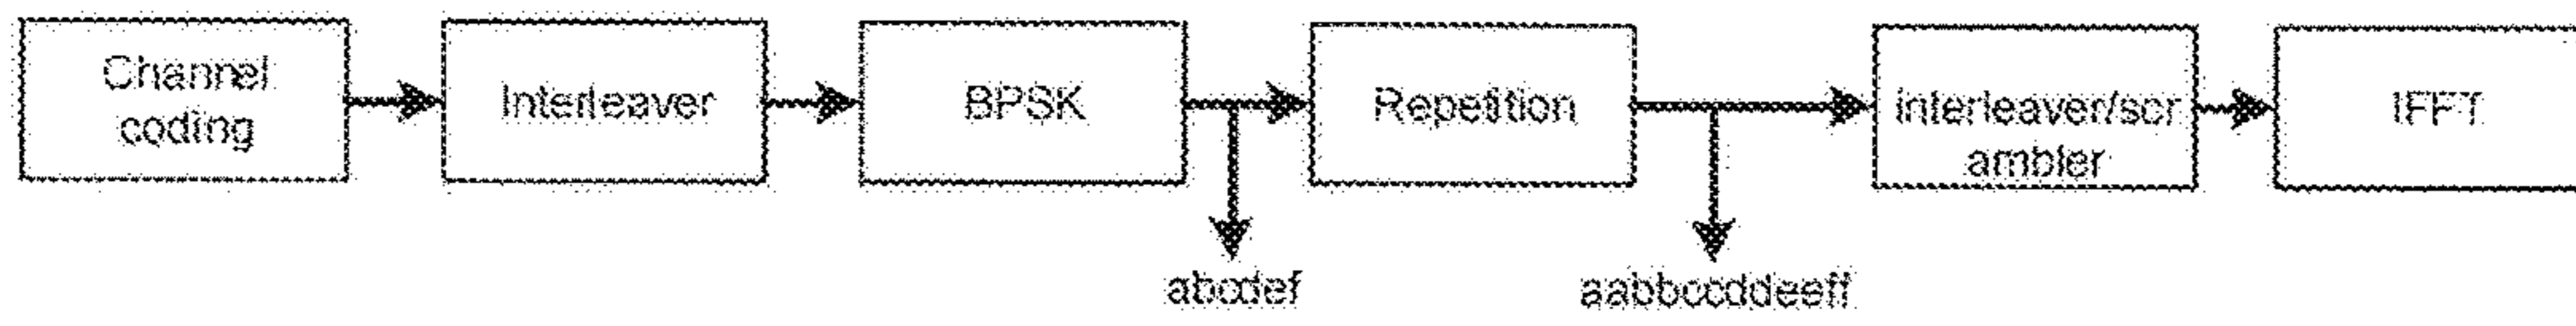 Channel
coding
Interleaver
BPSK
Repetition
interleaver/scr
ambler
IFFT
abcdef
aabbccddeeff